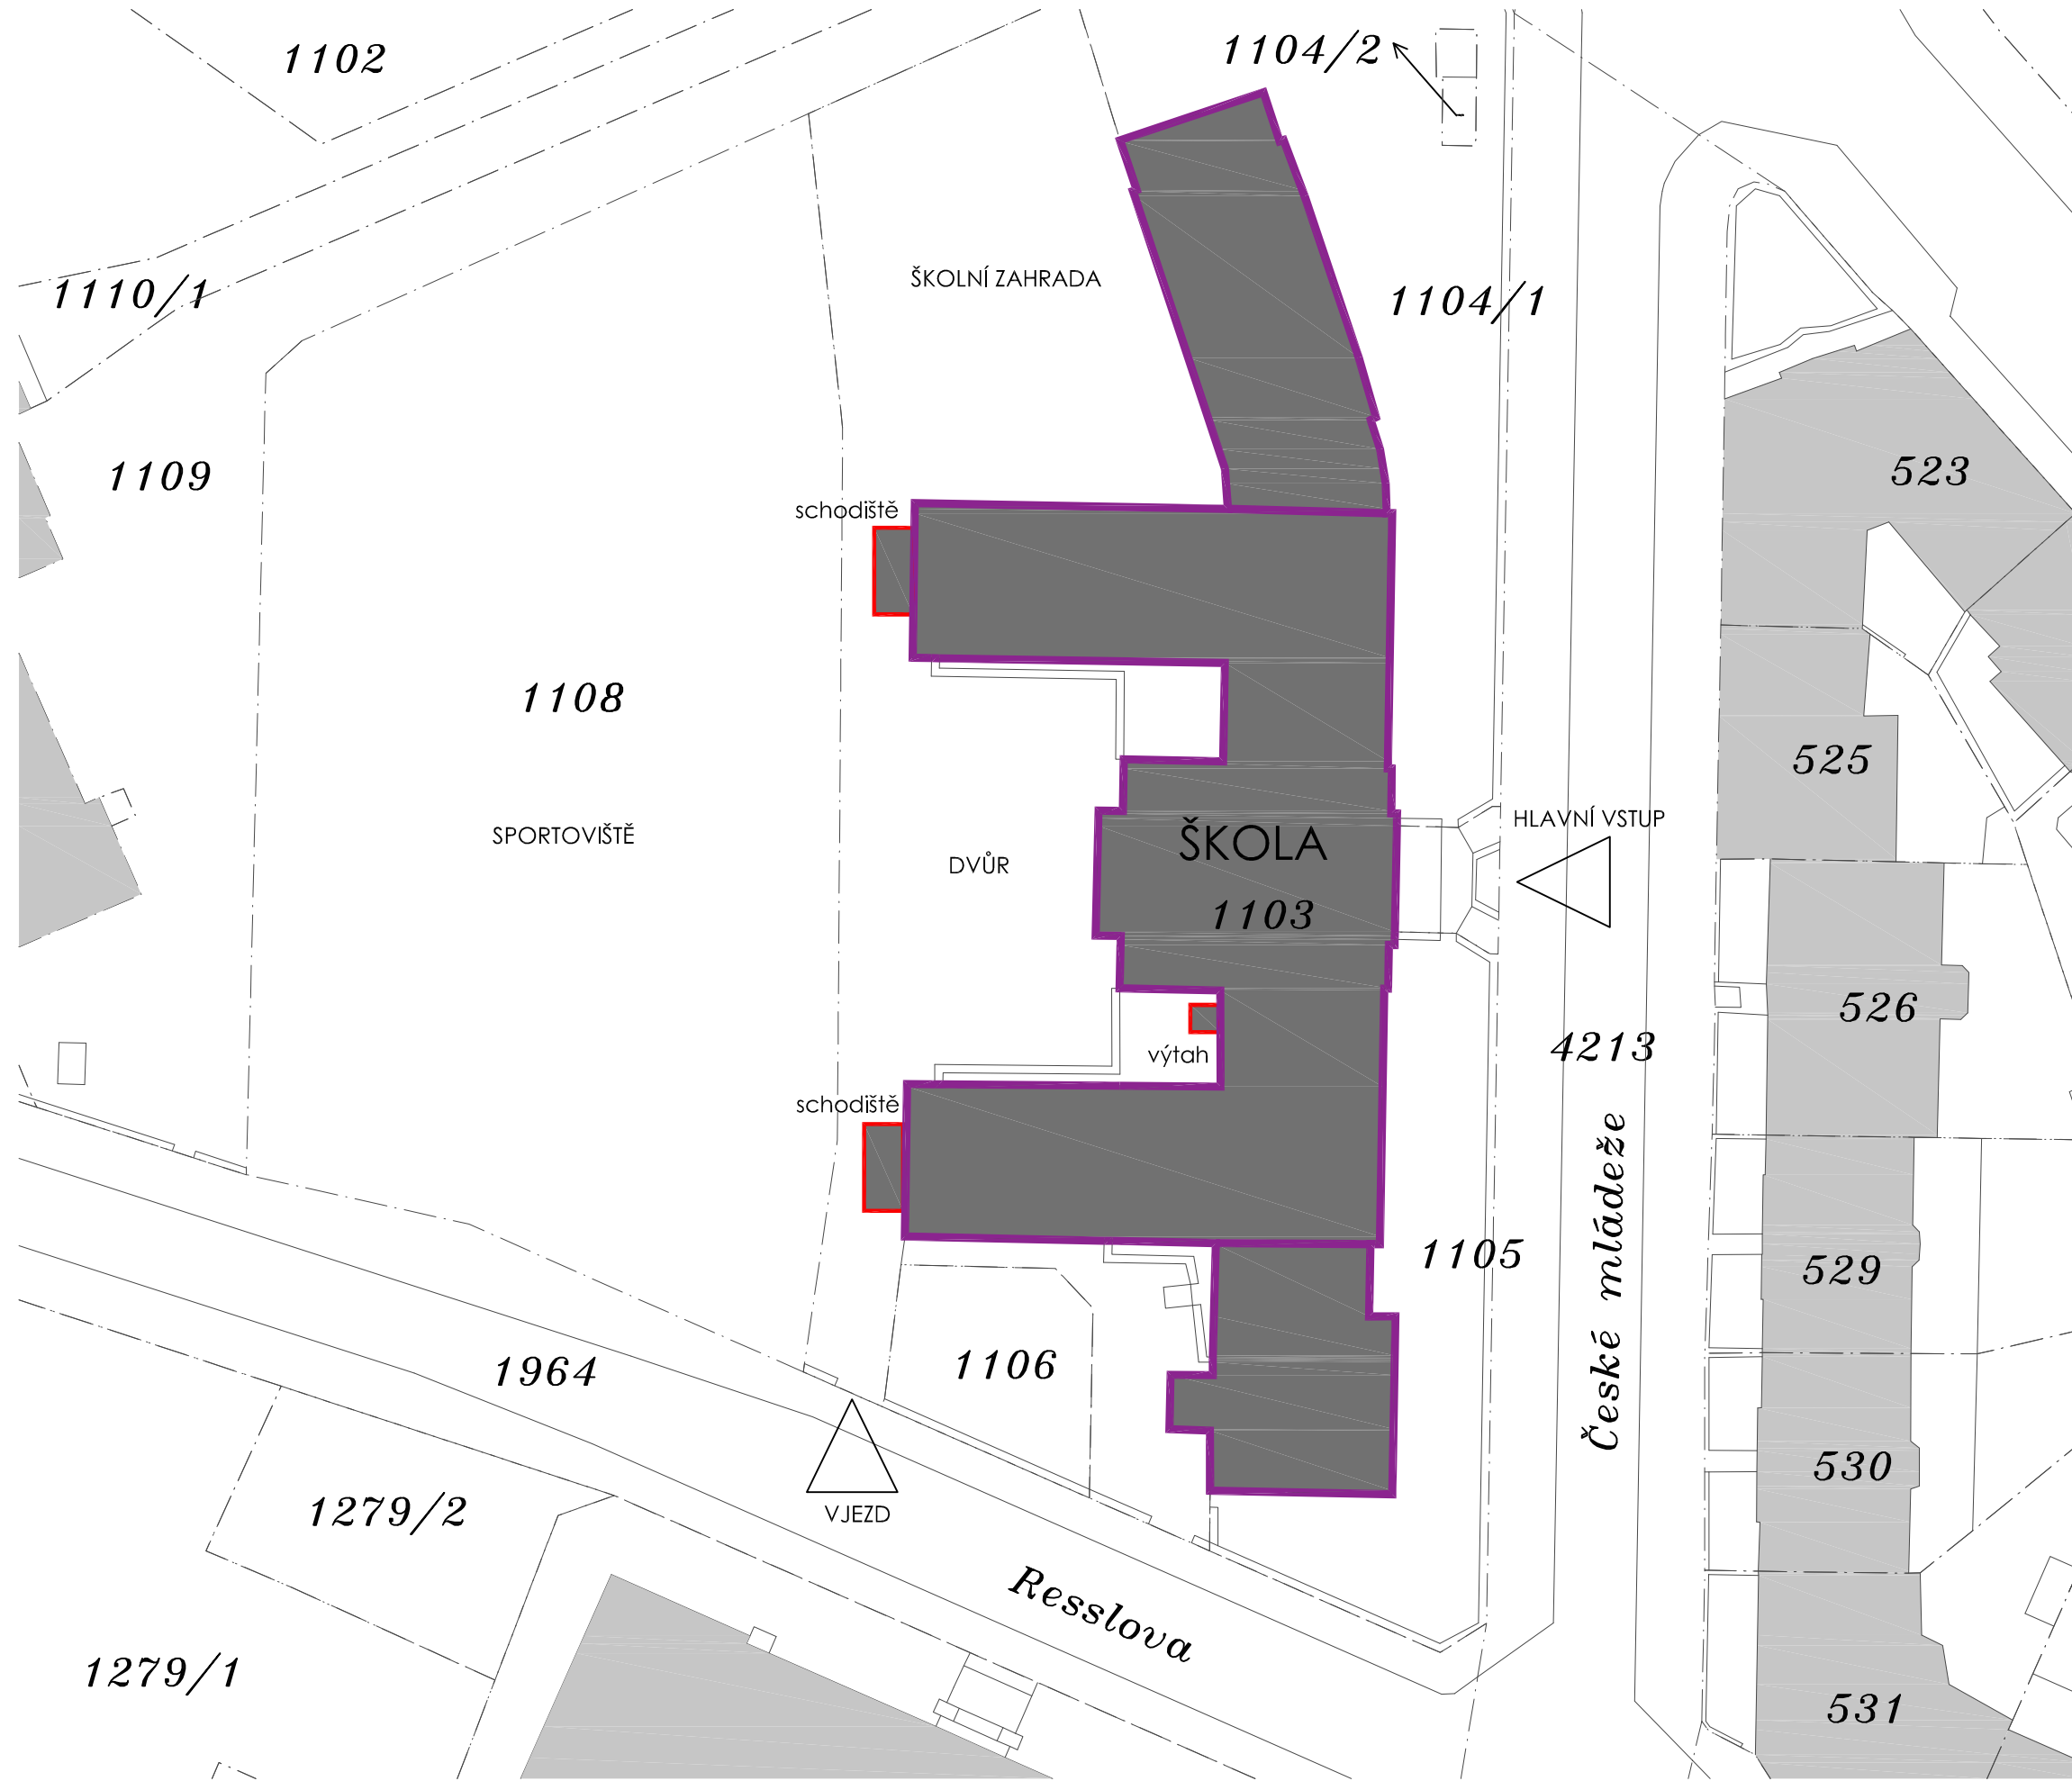 1102
1104/2
ŠKOLNÍ ZAHRADA
1110/1
1104/1
1109
523
schodiště
1108
525
SPORTOVIŠTĚ
DVŮR
ŠKOLA
HLAVNÍ VSTUP
1103
526
4213
výtah
schodiště
1105
České mládeže
529
1964
1106
530
1279/2
VJEZD
Resslova
1279/1
531